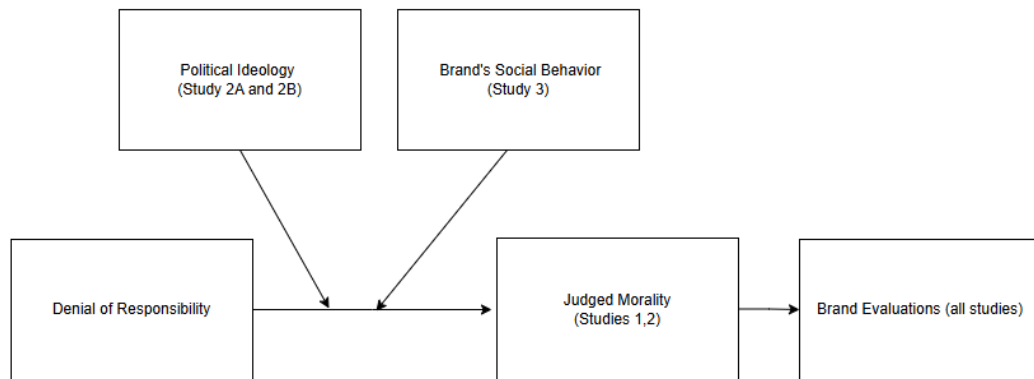 Political Ideology
(Study 2A and 2B)
Brand's Social Behavior
(Study 3)
Denial of Responsibility
Judged Morality
(Studies 1,2)
Brand Evaluations (all studies)